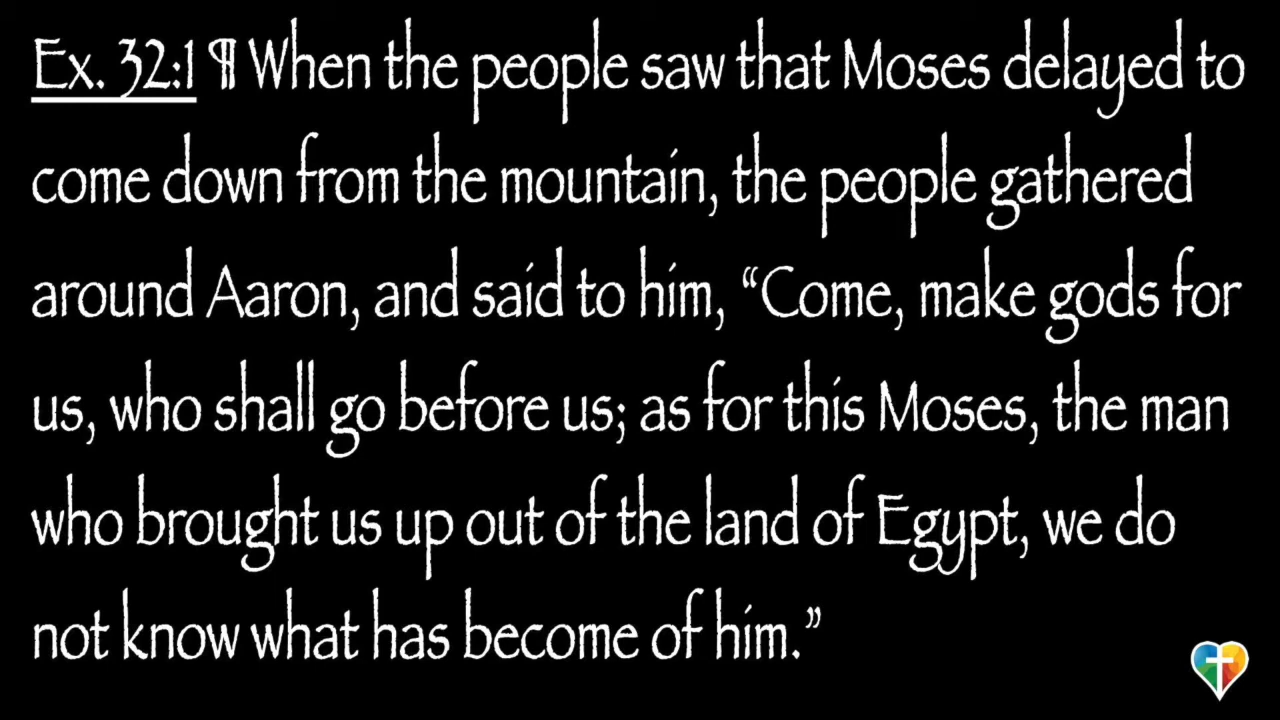 Ex. 32:1 ¶ When the people saw that Moses delayed to
come down from the mountain, the people gathered
around Aaron, and said to him, “Come, make gods for
us, who shall go before us; as for this Moses, the man
who brought us up out of the land of Egypt, we do
not know what has become of him.”